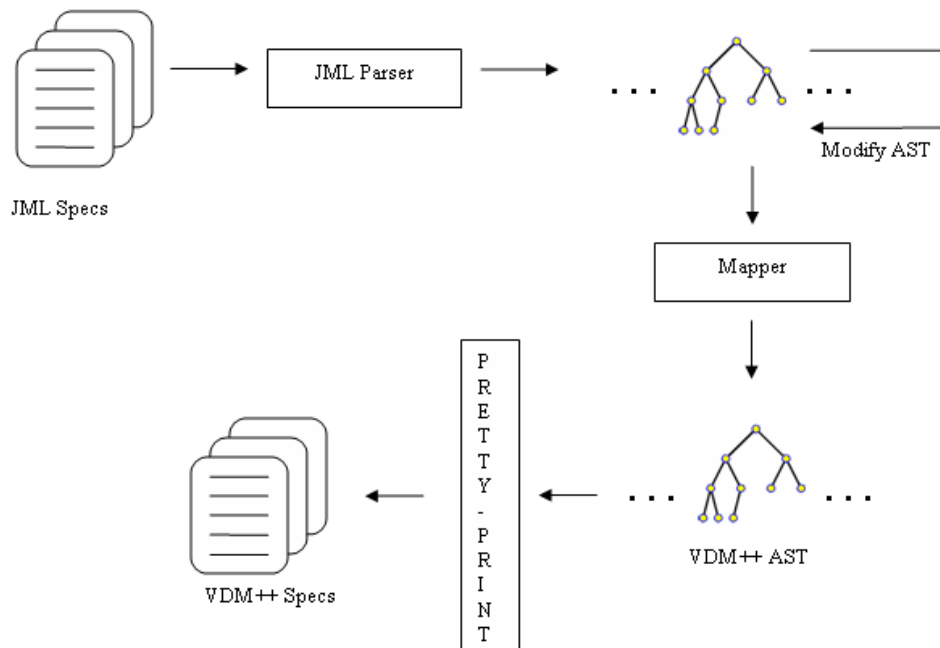 JML Parser
. . .
. . .
Modify AST
JML Specs
Mapper
P
R
E
T
T
Y
-
P
R
I
N
T
. . .
. . .
VDM++ AST
VDM++ Specs